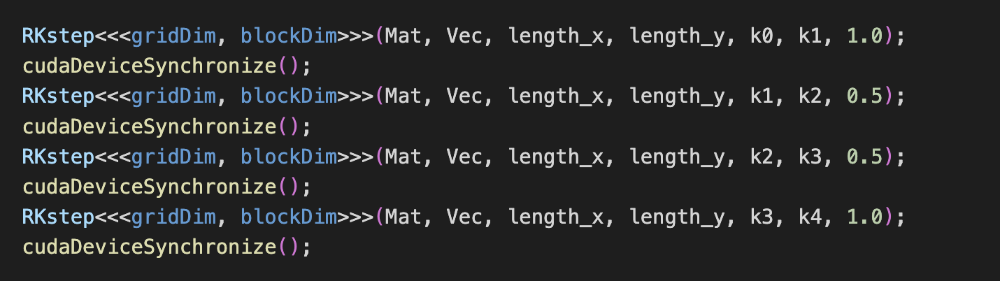 RKstep<<<gridDim, blockDim>>>(Mat, Vec, length_x, length_y, k0, k1, 1.0);
cudaDeviceSynchronize();
RKstep<<<gridDim, blockDim>>>(Mat, Vec, length_x, length_y, k1, k2, 0.5);
cudaDeviceSynchronize();
RKstep<<<gridDim, blockDim>>>(Mat, Vec, length_x, length_y, k2, k3, 0.5);
cudaDeviceSynchronize();
RKstep<<<gridDim, blockDim>>>(Mat, Vec, length_x, length_y, k3, k4, 1.0);
cudaDeviceSynchronize();